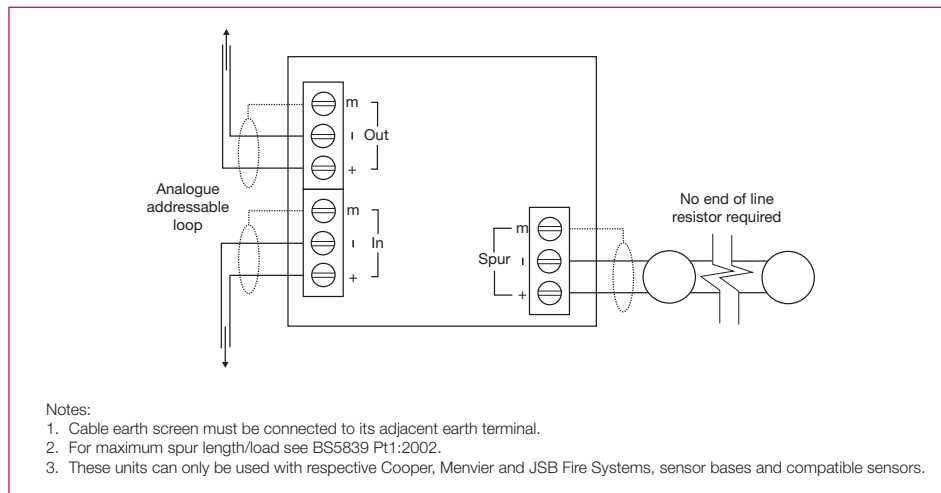 m
Out
ı
+
Analogue
addressable
loop
m
In
ı
+
No end of line
resistor required
m
Spur
ı
+
Notes:
1. Cable earth screen must be connected to its adjacent earth terminal.
2. For maximum spur length/load see BS5839 Pt1:2002.
3. These units can only be used with respective Cooper, Menvier and JSB Fire Systems, sensor bases and compatible sensors.